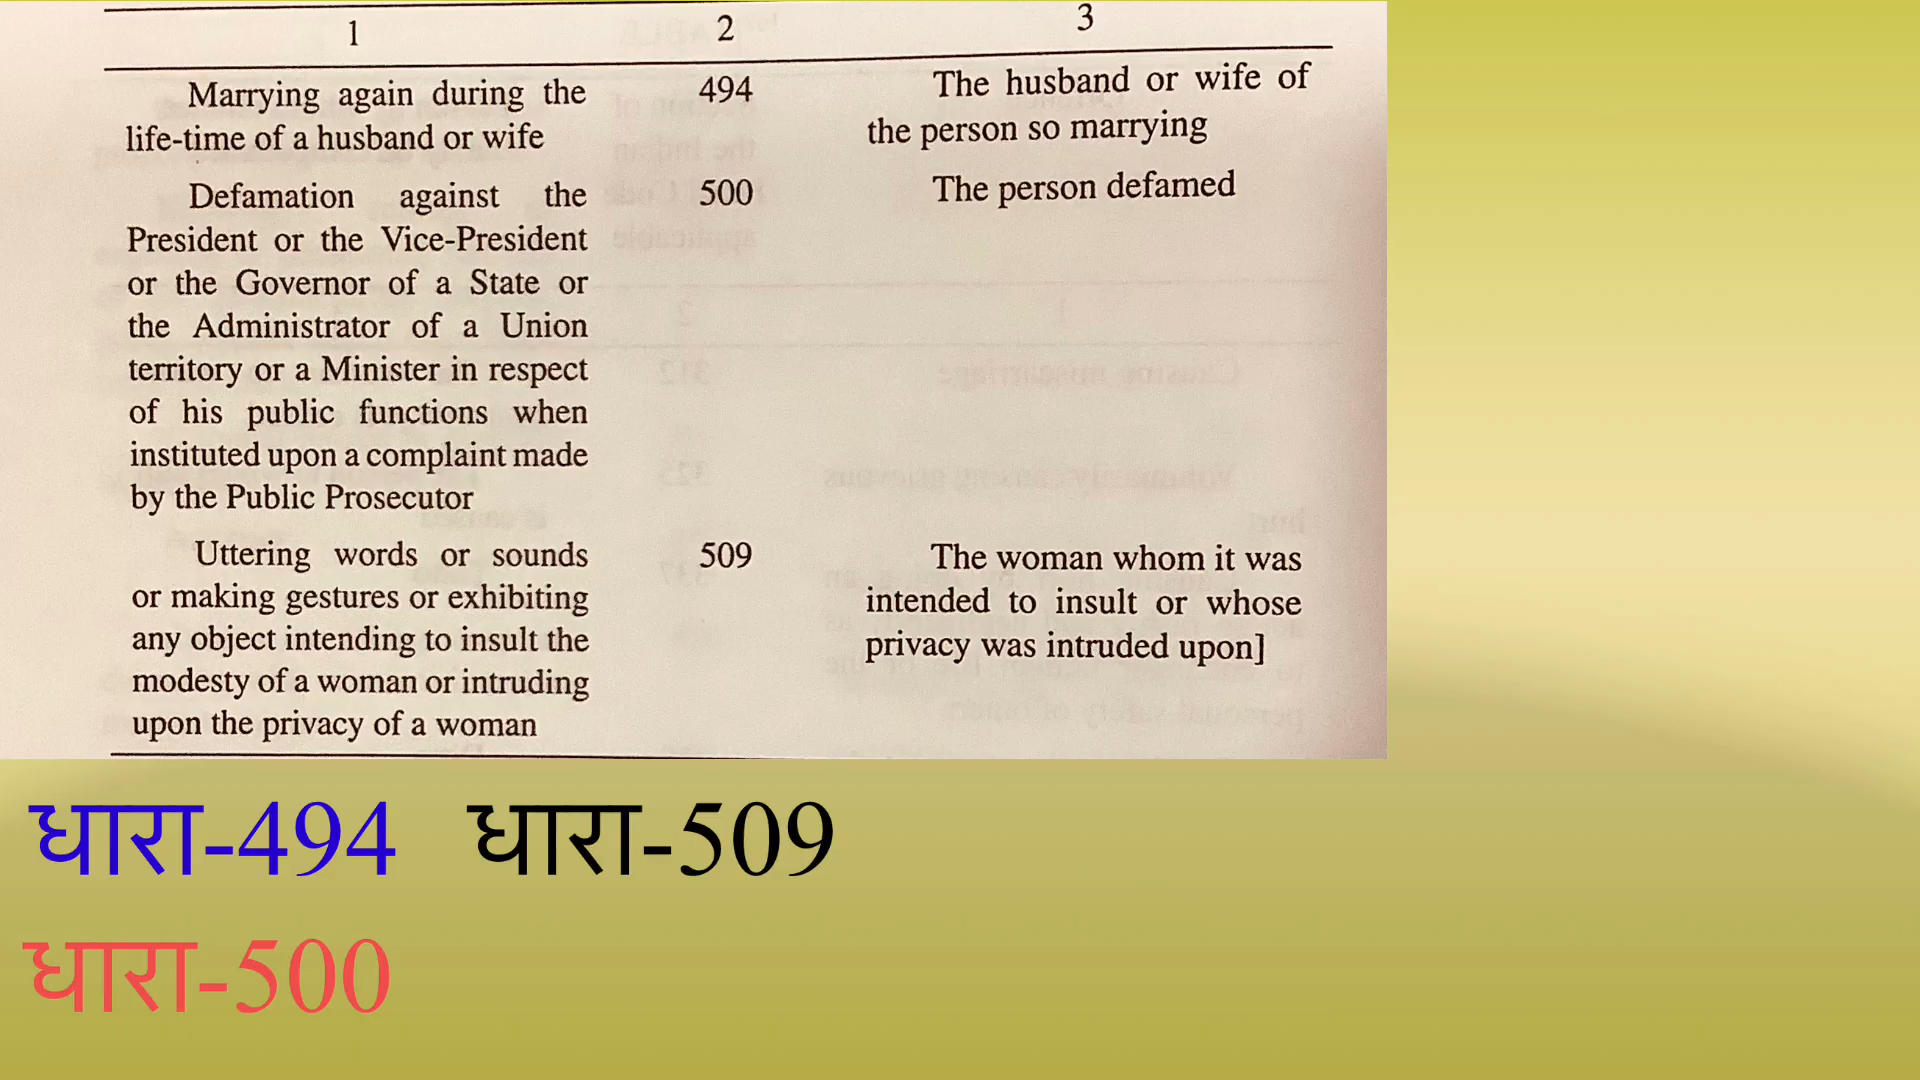 1 2 3
Marrying again during the 494 The husband or wife of
life-time of a husband or wife the person so marrying
Defamation against the 500 The person defamed
President or the Vice-President
or the Governor of a State or
the Administrator of a Union
territory or a Minister in respect
of his public functions when
instituted upon a complaint made
by the Public Prosecutor
Uttering words or sounds 509 The woman whom it was
or making gestures or exhibiting intended to insult or whose
any object intending to insult the privacy was intruded upon]
modesty of a woman or intruding
upon the privacy of a woman
धारा-494 धारा-509
धारा-500